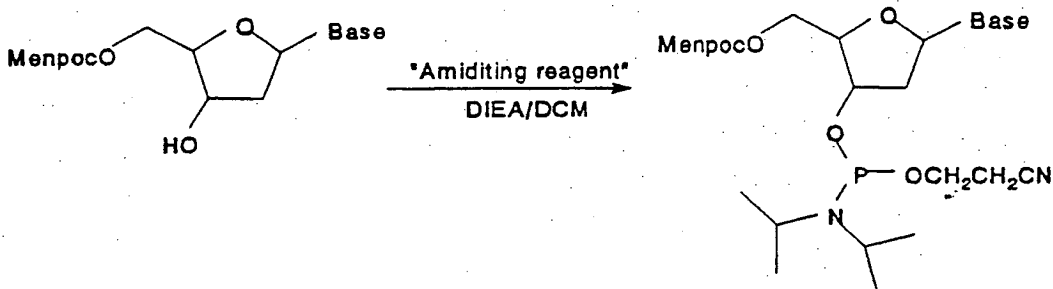 O
Base
MenpocO
HO
"Amiditing reagent"
DIEA/DCM
O
Base
MenpocO
O
P
OCH₂CH₂CN
N